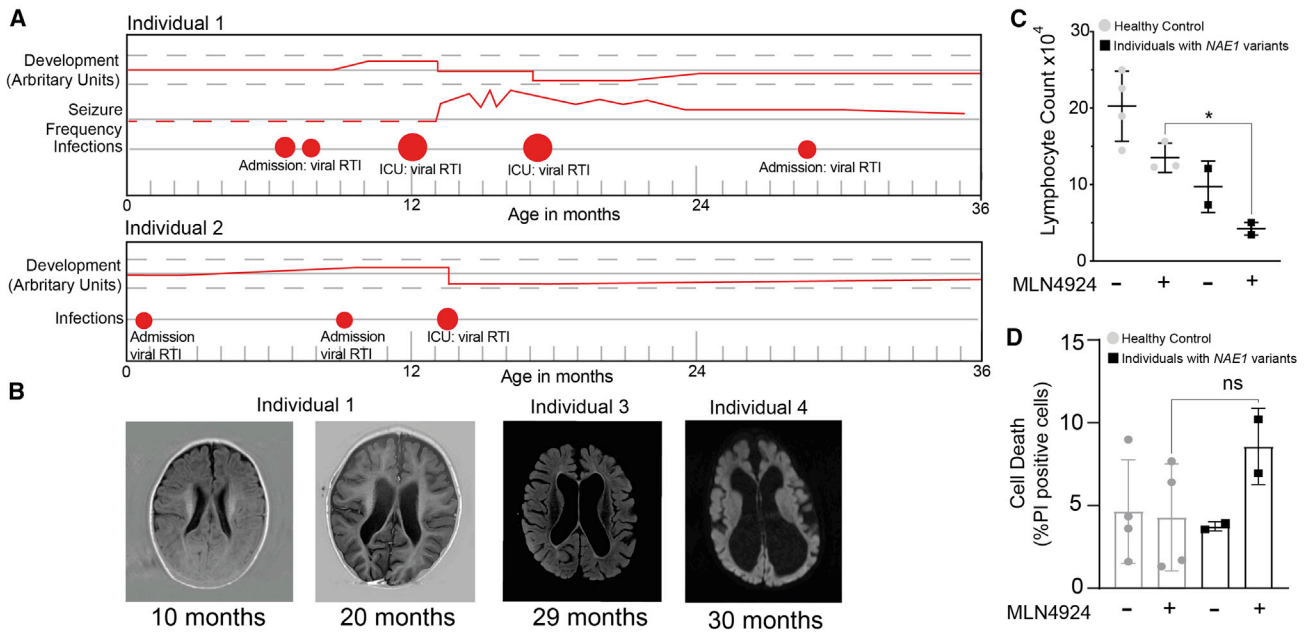 A
Individual 1
Development
(Arbritary Units)
Seizure
Frequency
Infections
Admission: viral RTI
ICU: viral RTI
ICU: viral RTI
Admission: viral RTI
0
12
24
36
Age in months
Individual 2
Development
(Arbritary Units)
Infections
Admission
viral RTI
Admission
viral RTI
ICU: viral RTI
0
12
24
36
Age in months
B
Individual 1
Individual 3
Individual 4
10 months
20 months
29 months
30 months
C
Healthy Control
Individuals with NAE1 variants
Lymphocyte Count x10⁴
30
20
10
0
*
MLN4924 - + - +
D
Healthy Control
Individuals with NAE1 variants
Cell Death
(%PI positive cells)
15
10
5
0
ns
MLN4924 - + - +